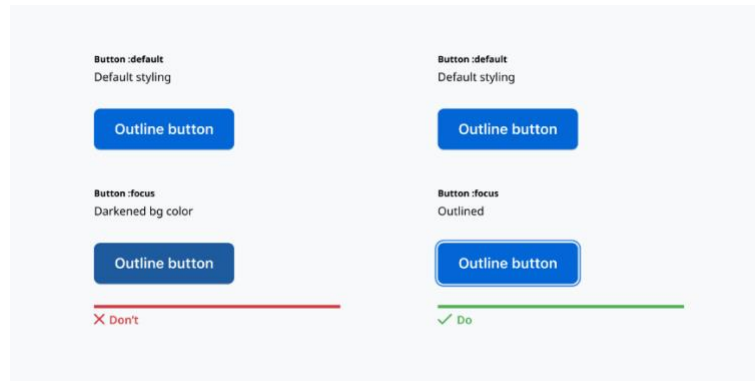 Button :default
Default styling
Outline button
Button :focus
Darkened bg color
Outline button
Don't
Button :default
Default styling
Outline button
Button :focus
Outlined
Outline button
Do